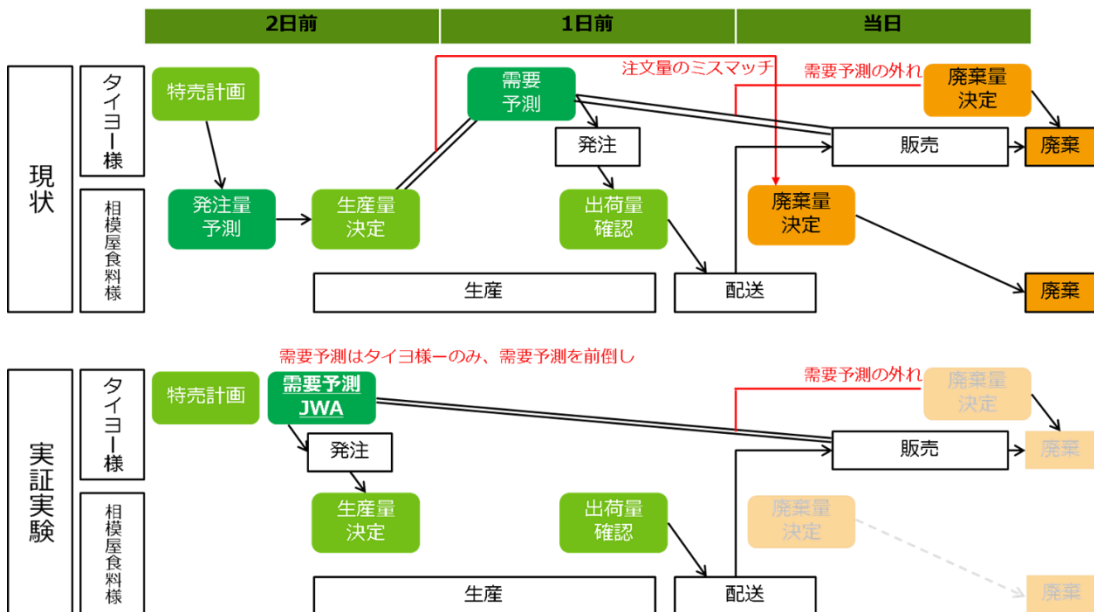 2日前
1日前
当日
現状
タイヨー様
相模屋食料様
特売計画
需要
予測
注文量のミスマッチ
需要予測の外れ
廃棄量
決定
発注
販売
廃棄
発注量
予測
生産量
決定
出荷量
確認
廃棄量
決定
生産
配送
廃棄
需要予測はタイヨ様ーのみ、需要予測を前倒し
実証実験
タイヨー様
相模屋食料様
特売計画
需要予測
JWA
需要予測の外れ
廃棄量
決定
発注
販売
廃棄
生産量
決定
出荷量
確認
廃棄量
決定
生産
配送
廃棄